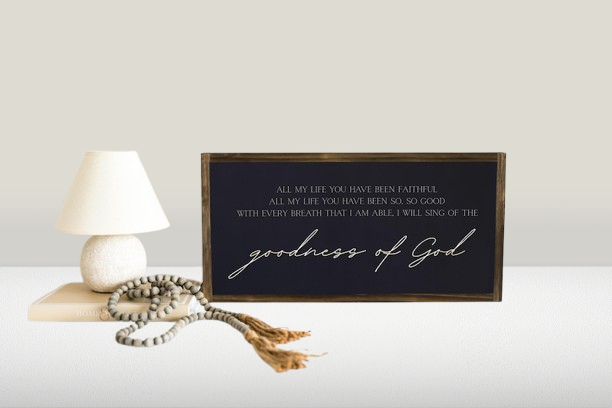 ALL MY LIFE YOU HAVE BEEN FAITHFUL
ALL MY LIFE YOU HAVE BEEN SO, SO GOOD
WITH EVERY BREATH THAT I AM ABLE, I WILL SING OF THE
goodness of God